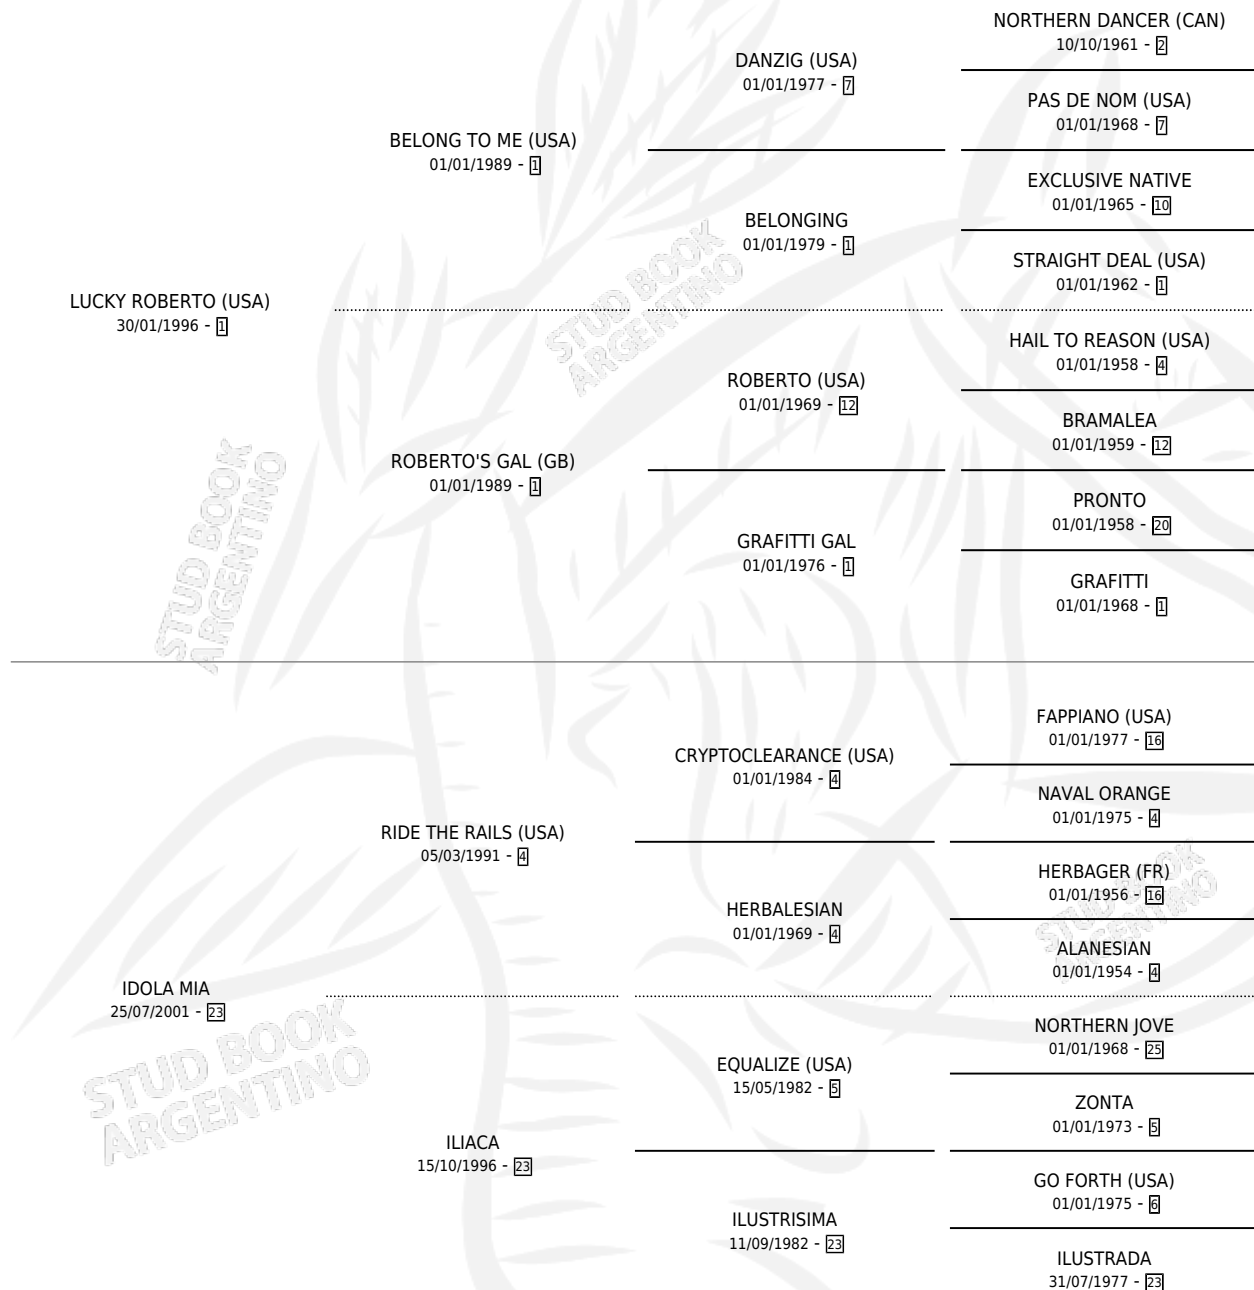 NORTHERN DANCER (CAN)
10/10/1961 - 2
DANZIG (USA)
01/01/1977 - 7
PAS DE NOM (USA)
01/01/1968 - 7
BELONG TO ME (USA)
01/01/1989 - 1
EXCLUSIVE NATIVE
01/01/1965 - 10
BELONGING
01/01/1979 - 1
STRAIGHT DEAL (USA)
01/01/1962 - 1
LUCKY ROBERTO (USA)
30/01/1996 - 1
HAIL TO REASON (USA)
01/01/1958 - 4
ROBERTO (USA)
01/01/1969 - 12
BRAMALEA
01/01/1959 - 12
ROBERTO'S GAL (GB)
01/01/1989 - 1
PRONTO
01/01/1958 - 20
GRAFITTI GAL
01/01/1976 - 1
GRAFITTI
01/01/1968 - 1
FAPPIANO (USA)
01/01/1977 - 16
CRYPTOCLEARANCE (USA)
01/01/1984 - 4
NAVAL ORANGE
01/01/1975 - 4
RIDE THE RAILS (USA)
05/03/1991 - 4
HERBAGER (FR)
01/01/1956 - 16
HERBALESIAN
01/01/1969 - 4
ALANESIAN
01/01/1954 - 4
IDOLA MIA
25/07/2001 - 23
NORTHERN JOVE
01/01/1968 - 25
EQUALIZE (USA)
15/05/1982 - 5
ZONTA
01/01/1973 - 5
ILIACA
15/10/1996 - 23
GO FORTH (USA)
01/01/1975 - 6
ILUSTRISIMA
11/09/1982 - 23
ILUSTRADA
31/07/1977 - 23
STUD BOOK
ARGENTINO
STUD BOOK
ARGENTINO
STUD BOOK
ARGENTINO
STUD BOOK
ARGENTINO